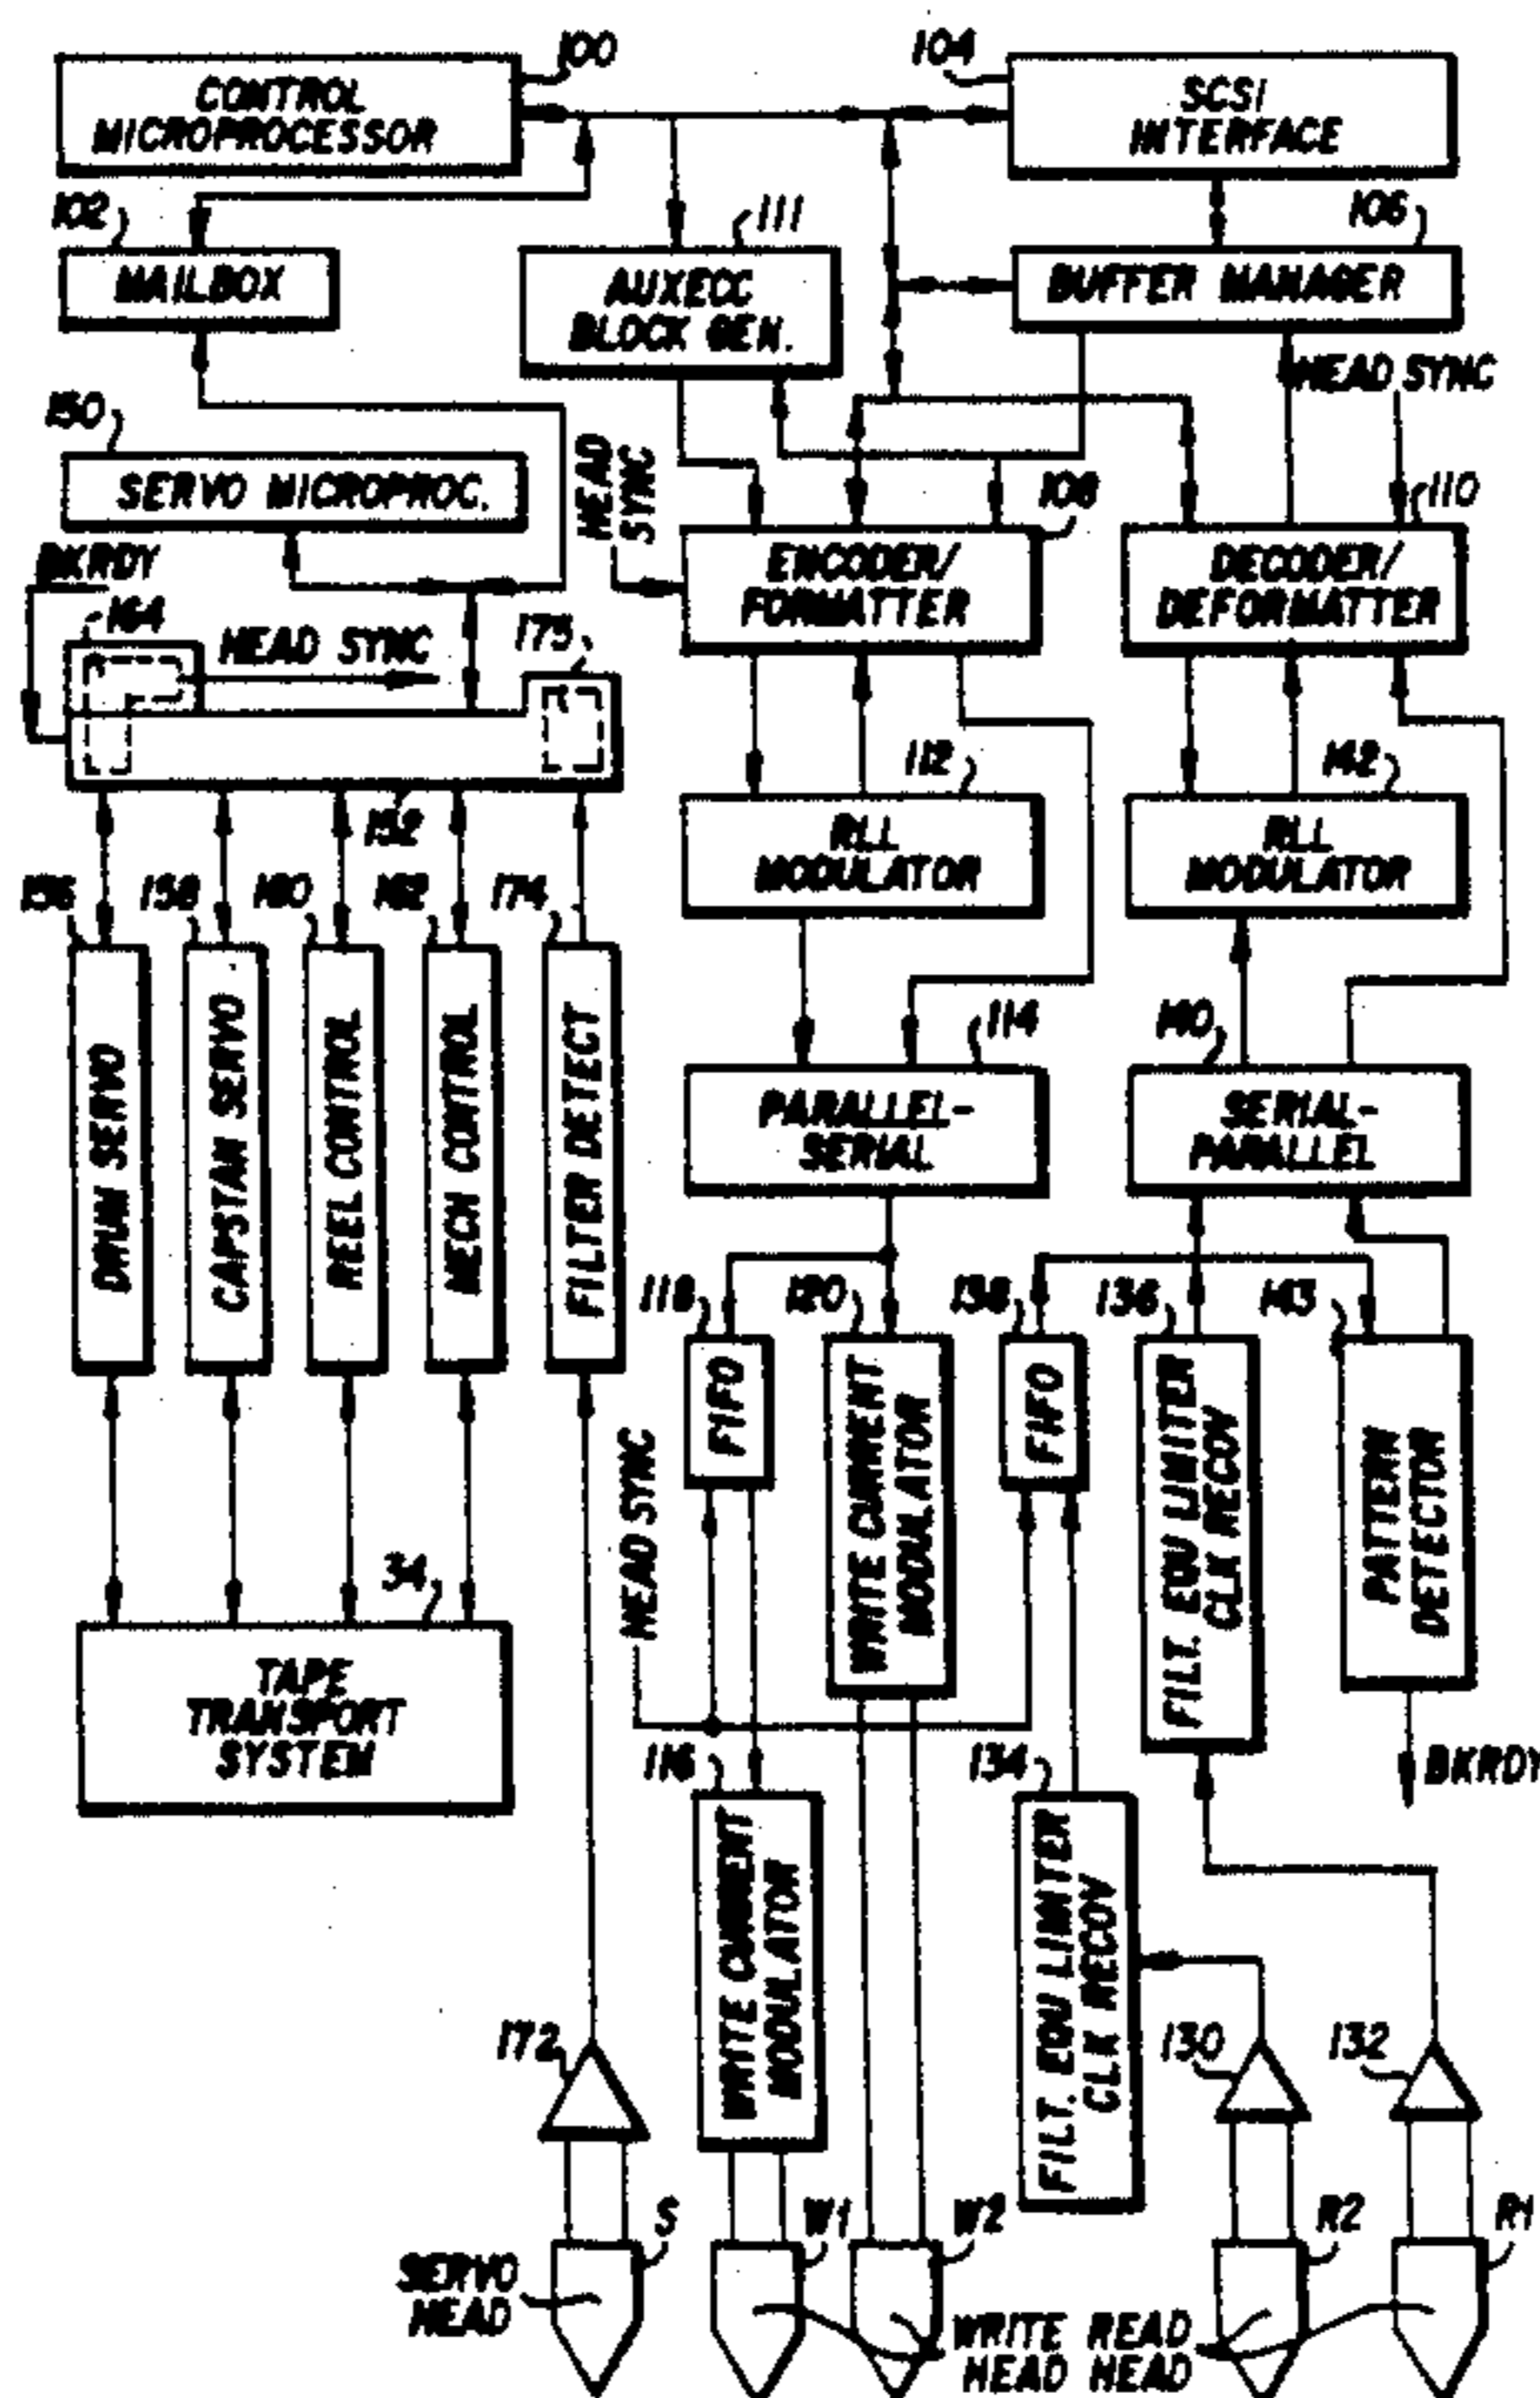 100
104
CONTROL
MICROPROCESSOR
SCSI
INTERFACE
102
111
106
MAILBOX
AUXECC
BLOCK GEN.
BUFFER MANAGER
HEAD SYNC
150
SERVO MICROPROC.
HEAD
SYNC
108
110
BKRDY
ENCODER/
FORMATTER
DECODER/
DEFORMATTER
164
HEAD SYNC
175
112
142
152
RLL
MODULATOR
RLL
MODULATOR
156
158
160
162
174
DRUM SERVO
CAPSTAN SERVO
REEL CONTROL
MECH CONTROL
FILTER DETECT
114
140
PARALLEL-
SERIAL
SERIAL-
PARALLEL
118
120
138
136
143
FIFO
WRITE CURRENT
MODULATOR
FIFO
FILT. EQU LIMITER
CLK RECOV
PATTERN
DETECTOR
HEAD SYNC
34
TAPE
TRANSPORT
SYSTEM
116
134
BKRDY
WRITE CURRENT
MODULATOR
FILT. EQU LIMITER
CLK RECOV
172
130
132
S
W1
W2
R2
R1
SERVO
HEAD
WRITE
HEAD
READ
HEAD